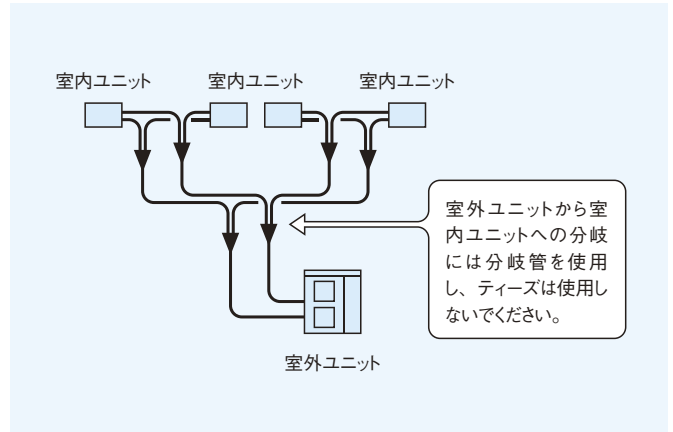 室内ユニット 室内ユニット 室内ユニット
室外ユニットから室
内ユニットへの分岐
には分岐管を使用
し、ティーズは使用し
ないでください。
室外ユニット